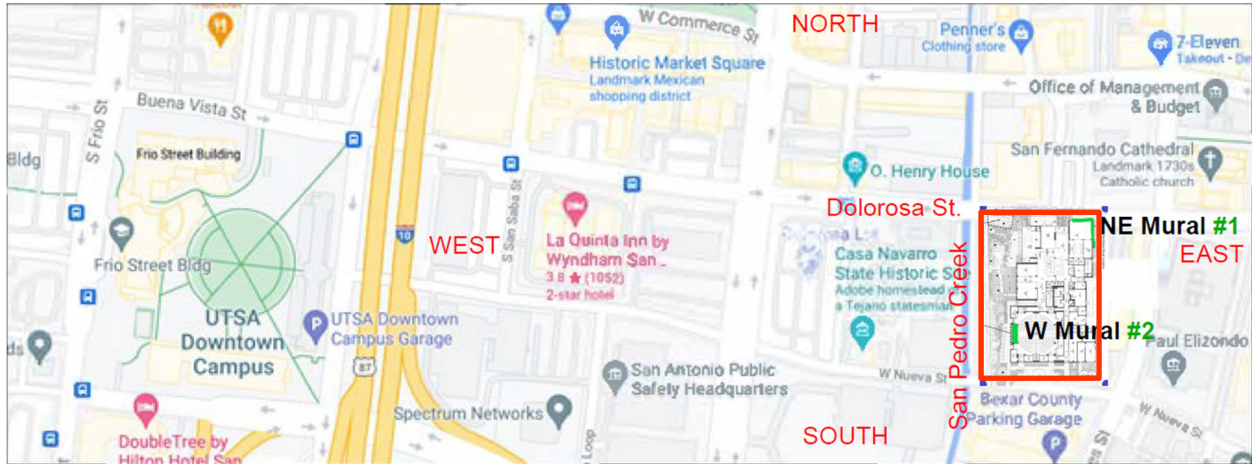 NORTH
W Commerce St
Penner's
Clothing store
7-Eleven
Takeout - De
Historic Market Square
Landmark Mexican
shopping district
Office of Management
& Budget
Buena Vista St
S Frio St
Bldg
Frio Street Building
San Fernando Cathedral
Landmark 1730s
Catholic church
O. Henry House
S San Saba St
Dolorosa St.
NE Mural #1
EAST
WEST
10
La Quinta Inn by
Wyndham San ..
3.8 ★ (1052)
2-star hotel
Casa Navarro
State Historic
Adobe homestead
a Tejano statesman
Frio Street Bldg
San Pedro Creek
UTSA
Downtown
Campus
UTSA Downtown
Campus Garage
P
W Mural #2
Paul Elizondo
ds
87
San Antonio Public
Safety Headquarters
W Nueva St
Bexar County
Parking Garage
P
W Nueva St
Spectrum Networks
Loop
SOUTH
DoubleTree by
Hilton Hotel San